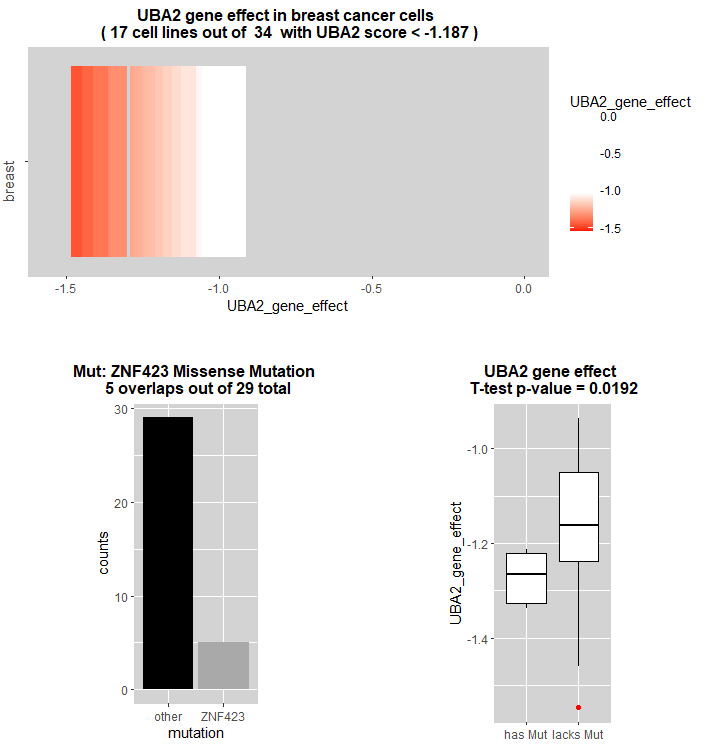 UBA2 gene effect in breast cancer cells
( 17 cell lines out of 34 with UBA2 score < -1.187 )
breast
-1.5
-1.0
-0.5
0.0
UBA2_gene_effect
UBA2_gene_effect
0.0
-0.5
-1.0
-1.5
Mut: ZNF423 Missense Mutation
5 overlaps out of 29 total
counts
30
20
10
0
other
ZNF423
mutation
UBA2 gene effect
T-test p-value = 0.0192
UBA2_gene_effect
-1.0
-1.2
-1.4
has Mut
lacks Mut